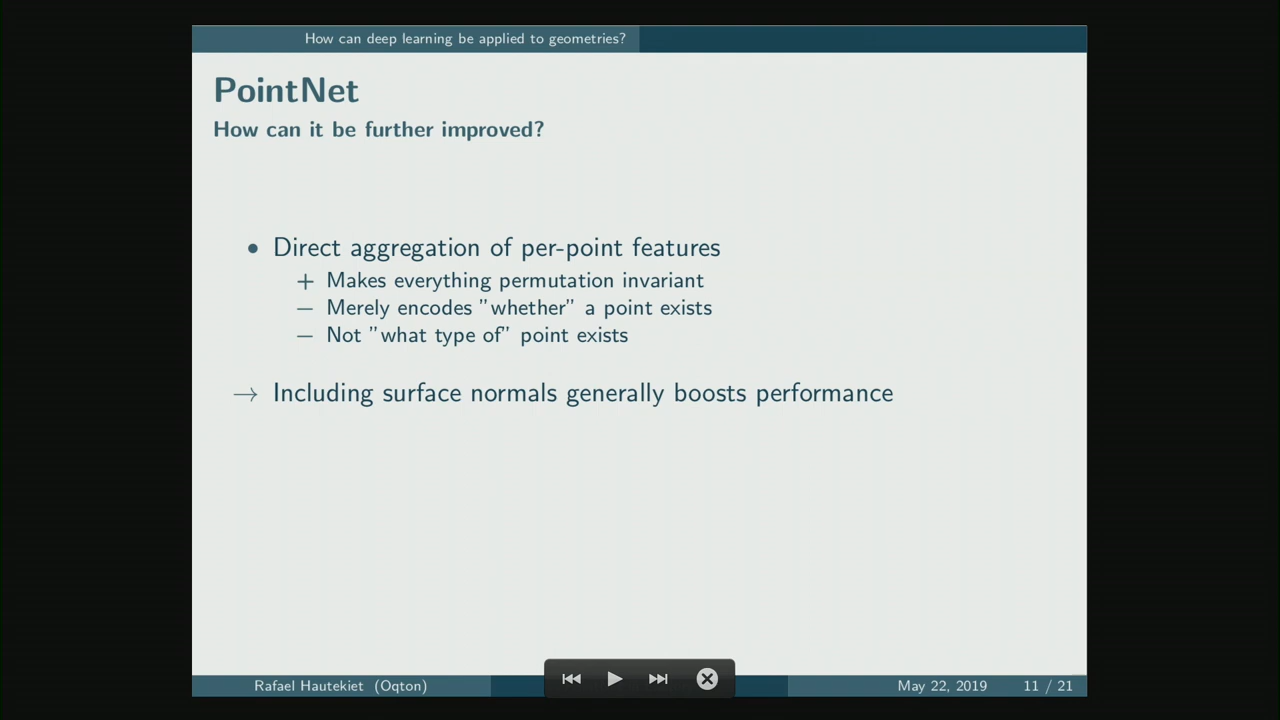 How can deep learning be applied to geometries?
PointNet
How can it be further improved?
• Direct aggregation of per-point features
+ Makes everything permutation invariant
− Merely encodes ”whether” a point exists
− Not ”what type of” point exists
→ Including surface normals generally boosts performance
Rafael Hautekiet (Oqton) May 22, 2019 11 / 21